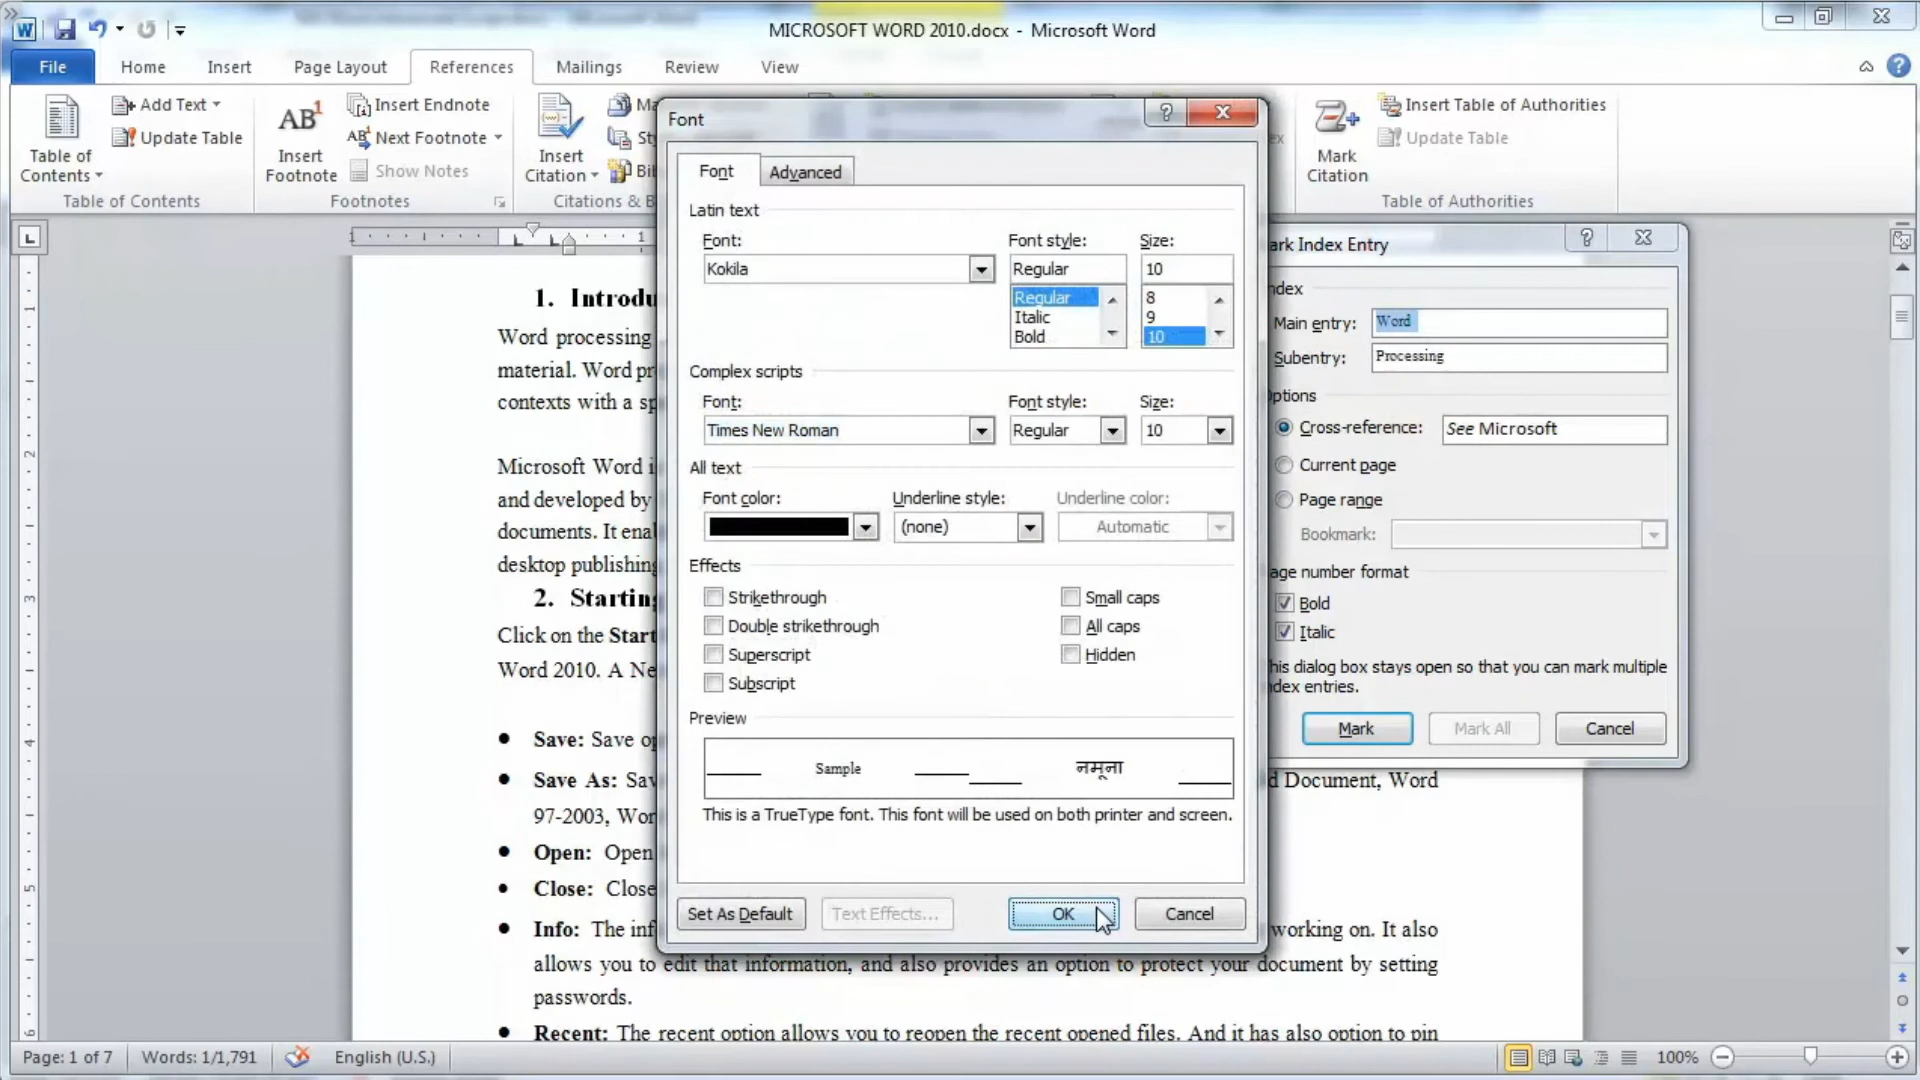 MICROSOFT WORD 2010.docx - Microsoft Word
File Home Insert Page Layout References Mailings Review View
Table of Contents
Add Text
Update Table
Table of Contents
AB1
Insert Footnote
Insert Endnote
Next Footnote
Show Notes
Footnotes
Insert Citation
Ma
Sty
Bib
Citations & B
Mark Citation
Insert Table of Authorities
Update Table
Table of Authorities
Font
Font Advanced
Latin text
Font: Font style: Size:
Kokila Regular 10
Regular 8
Italic 9
Bold 10
Complex scripts
Font: Font style: Size:
Times New Roman Regular 10
All text
Font color: Underline style: Underline color:
(none) Automatic
Effects
Strikethrough Small caps
Double strikethrough All caps
Superscript Hidden
Subscript
Preview
Sample नमूना
This is a TrueType font. This font will be used on both printer and screen.
Set As Default Text Effects... OK Cancel
ark Index Entry
ndex
Main entry: Word
Subentry: Processing
Options
Cross-reference: See Microsoft
Current page
Page range
Bookmark:
age number format
Bold
Italic
his dialog box stays open so that you can mark multiple
ndex entries.
Mark Mark All Cancel
1. Introdu
Word processing
material. Word pr
contexts with a sp
Microsoft Word i
and developed by
documents. It enab
desktop publishing
2. Starting
Click on the Start
Word 2010. A Ne
Save: Save op
Save As: Sav d Document, Word
97-2003, Wor
Open: Open
Close: Close
Info: The inf working on. It also
allows you to edit that information, and also provides an option to protect your document by setting
passwords.
Recent: The recent option allows you to reopen the recent opened files. And it has also option to pin
Page: 1 of 7 Words: 1/1,791 English (U.S.) 100%